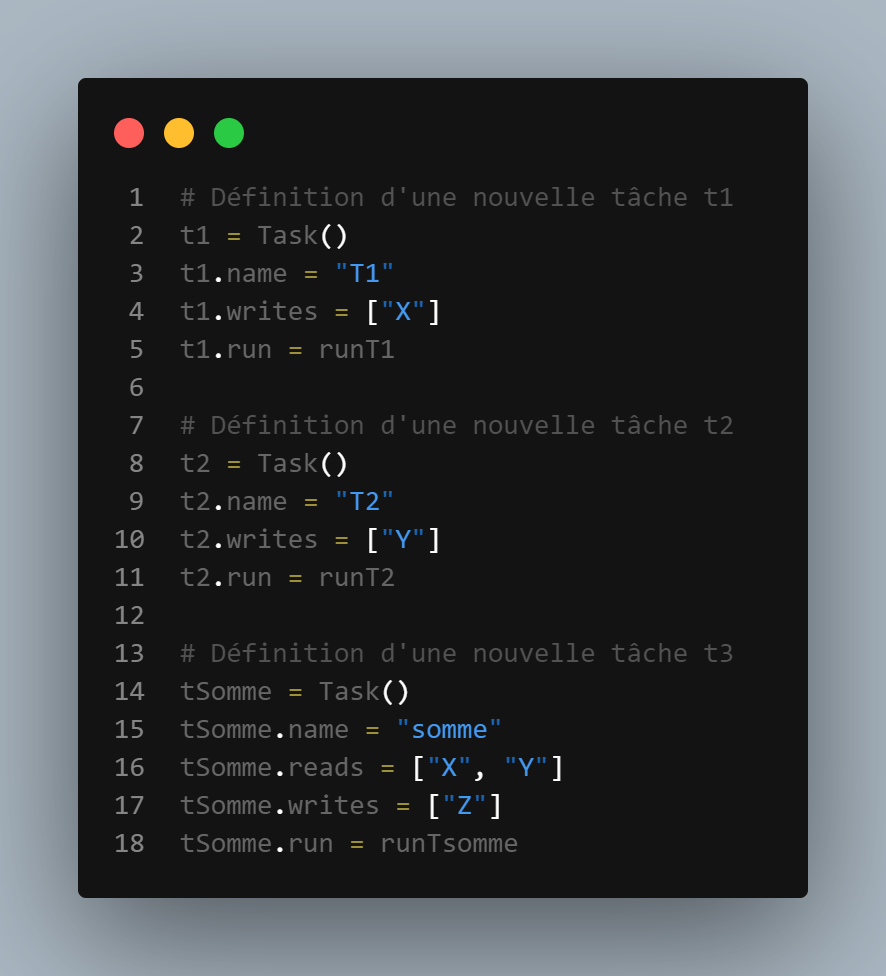 1 # Définition d'une nouvelle tâche t1
2 t1 = Task()
3 t1.name = "T1"
4 t1.writes = ["X"]
5 t1.run = runT1
6
7 # Définition d'une nouvelle tâche t2
8 t2 = Task()
9 t2.name = "T2"
10 t2.writes = ["Y"]
11 t2.run = runT2
12
13 # Définition d'une nouvelle tâche t3
14 tSomme = Task()
15 tSomme.name = "somme"
16 tSomme.reads = ["X", "Y"]
17 tSomme.writes = ["Z"]
18 tSomme.run = runTsomme